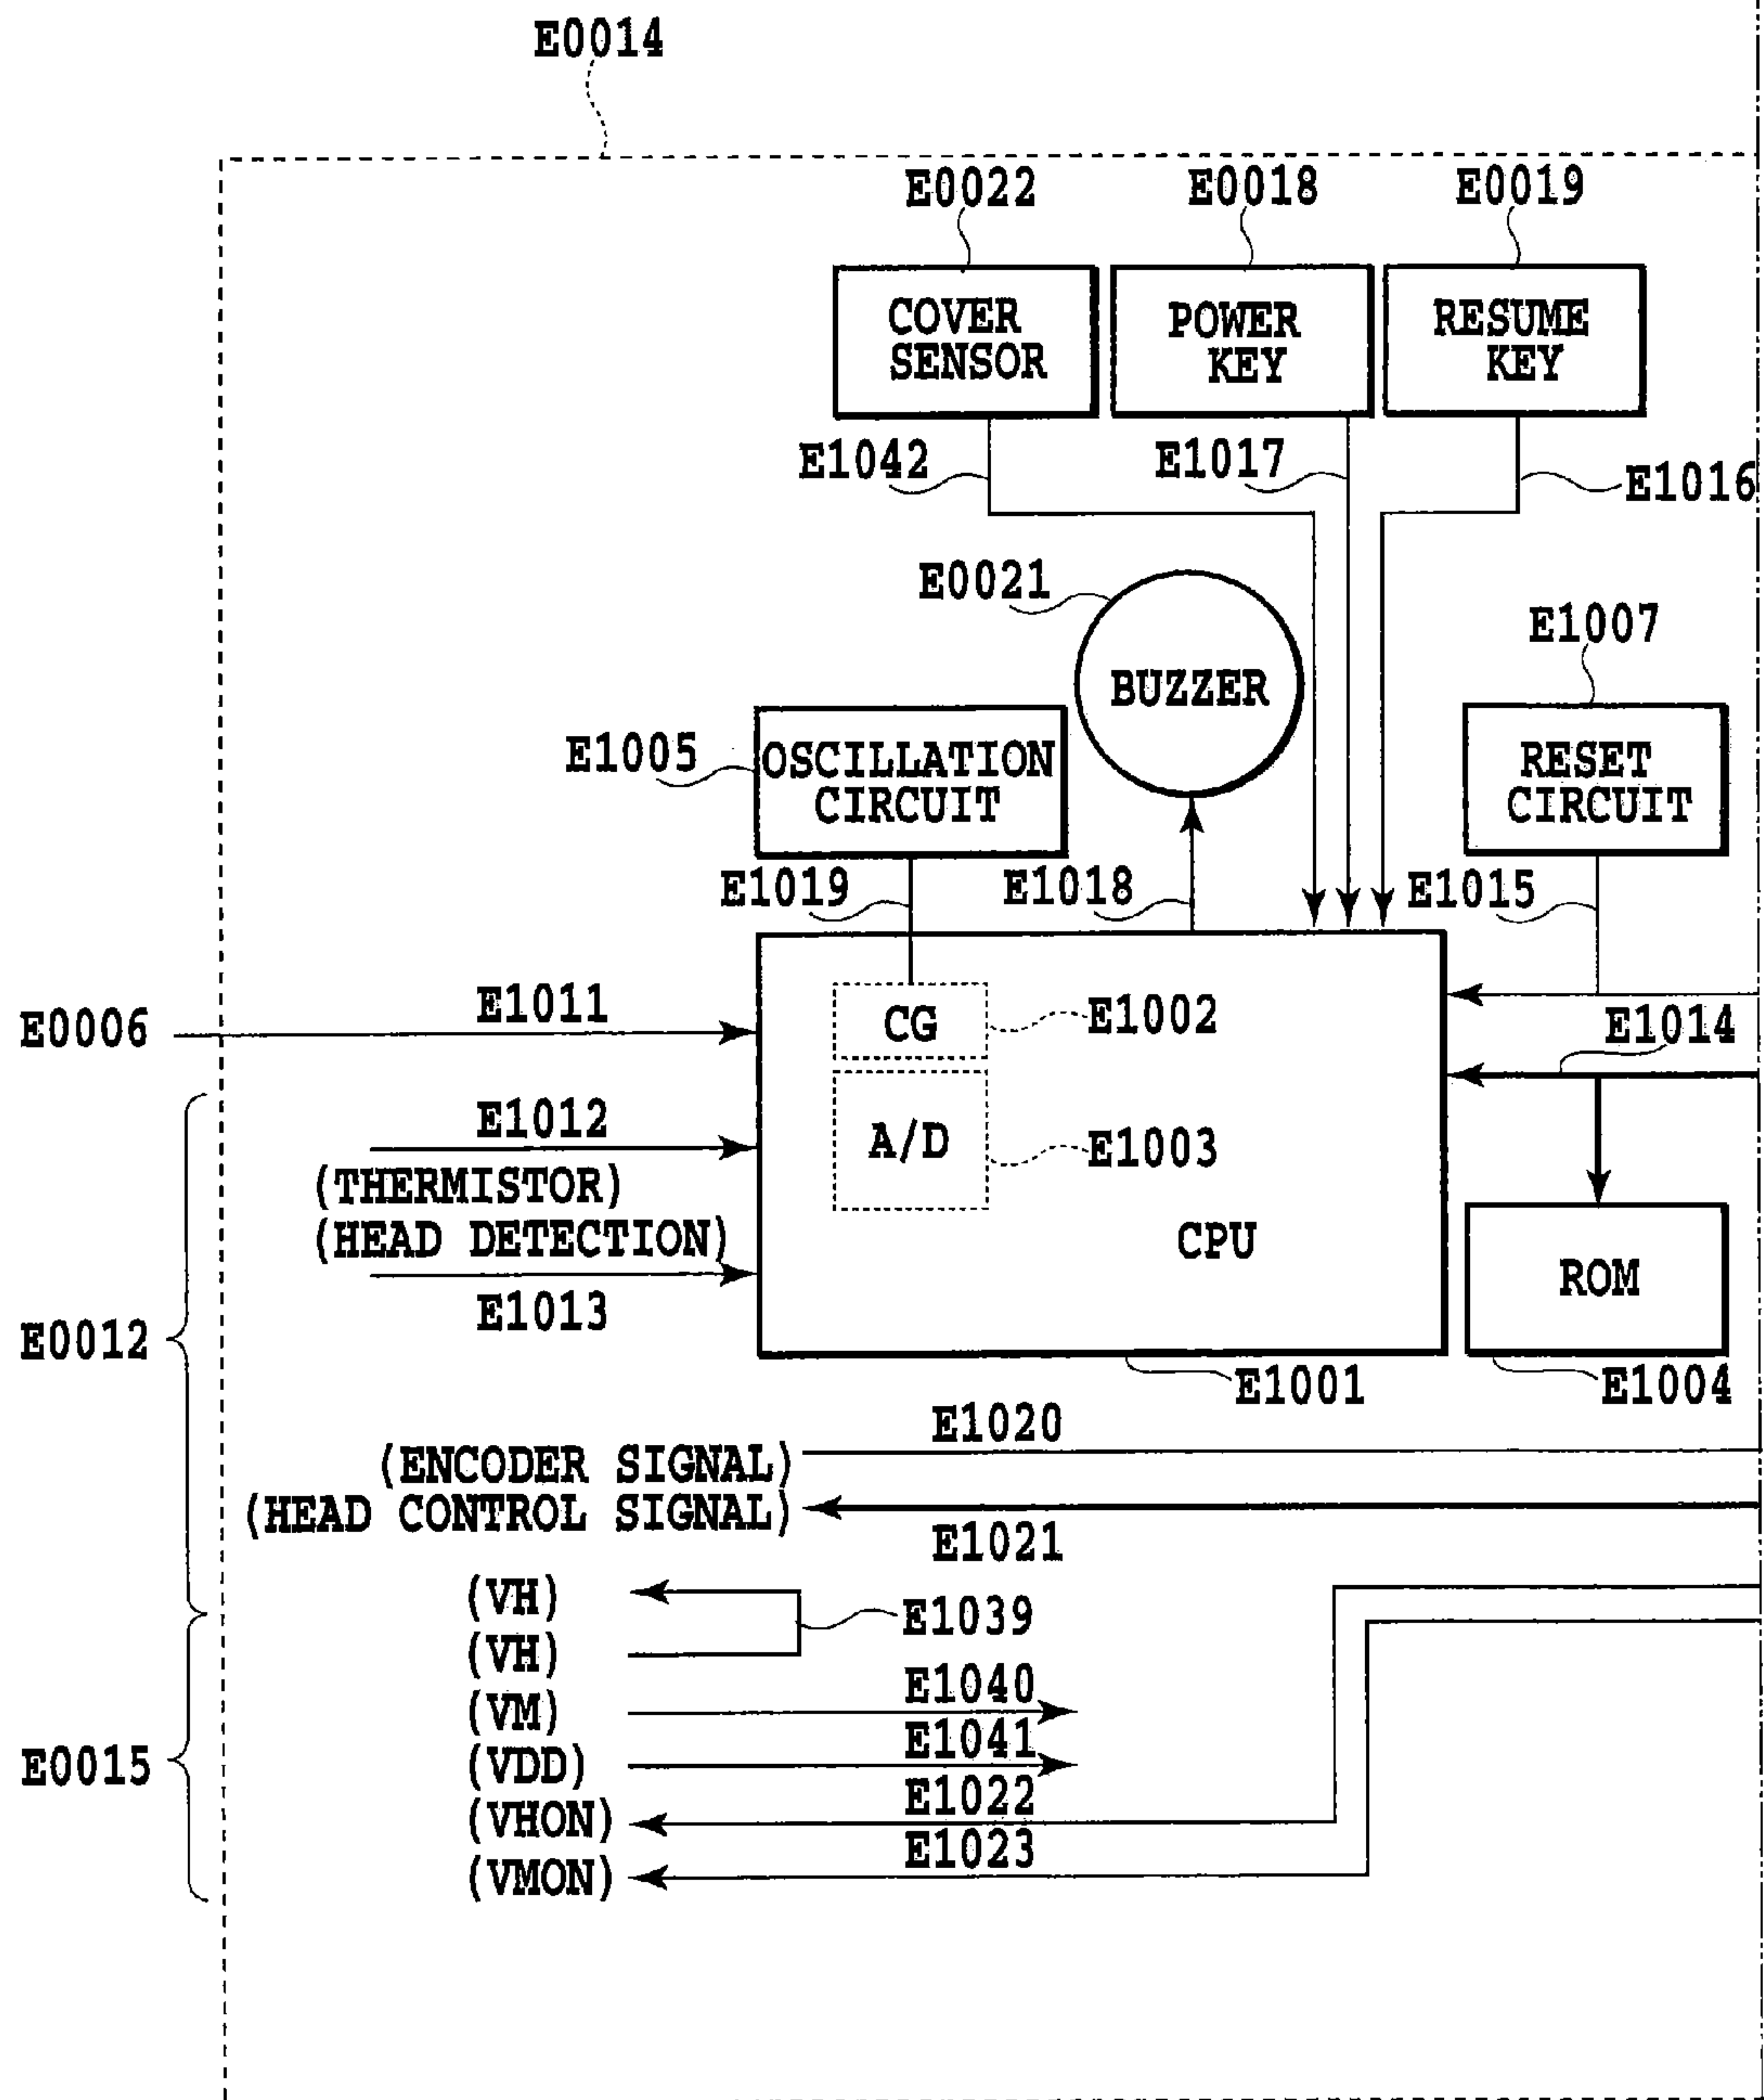 E0014
E0022
E0018
E0019
COVER
SENSOR
POWER
KEY
RESUME
KEY
E1042
E1017
E1016
E0021
BUZZER
E1007
E1005
OSCILLATION
CIRCUIT
RESET
CIRCUIT
E1019
E1018
E1015
E0006
E1011
CG
E1002
E1014
E1012
(THERMISTOR)
(HEAD DETECTION)
E1013
A/D
E1003
CPU
ROM
E0012
E1001
E1004
E1020
(ENCODER SIGNAL)
(HEAD CONTROL SIGNAL)
E1021
(VH)
(VH)
E1039
(VM)
E1040
E0015
(VDD)
E1041
(VHON)
E1022
(VMON)
E1023